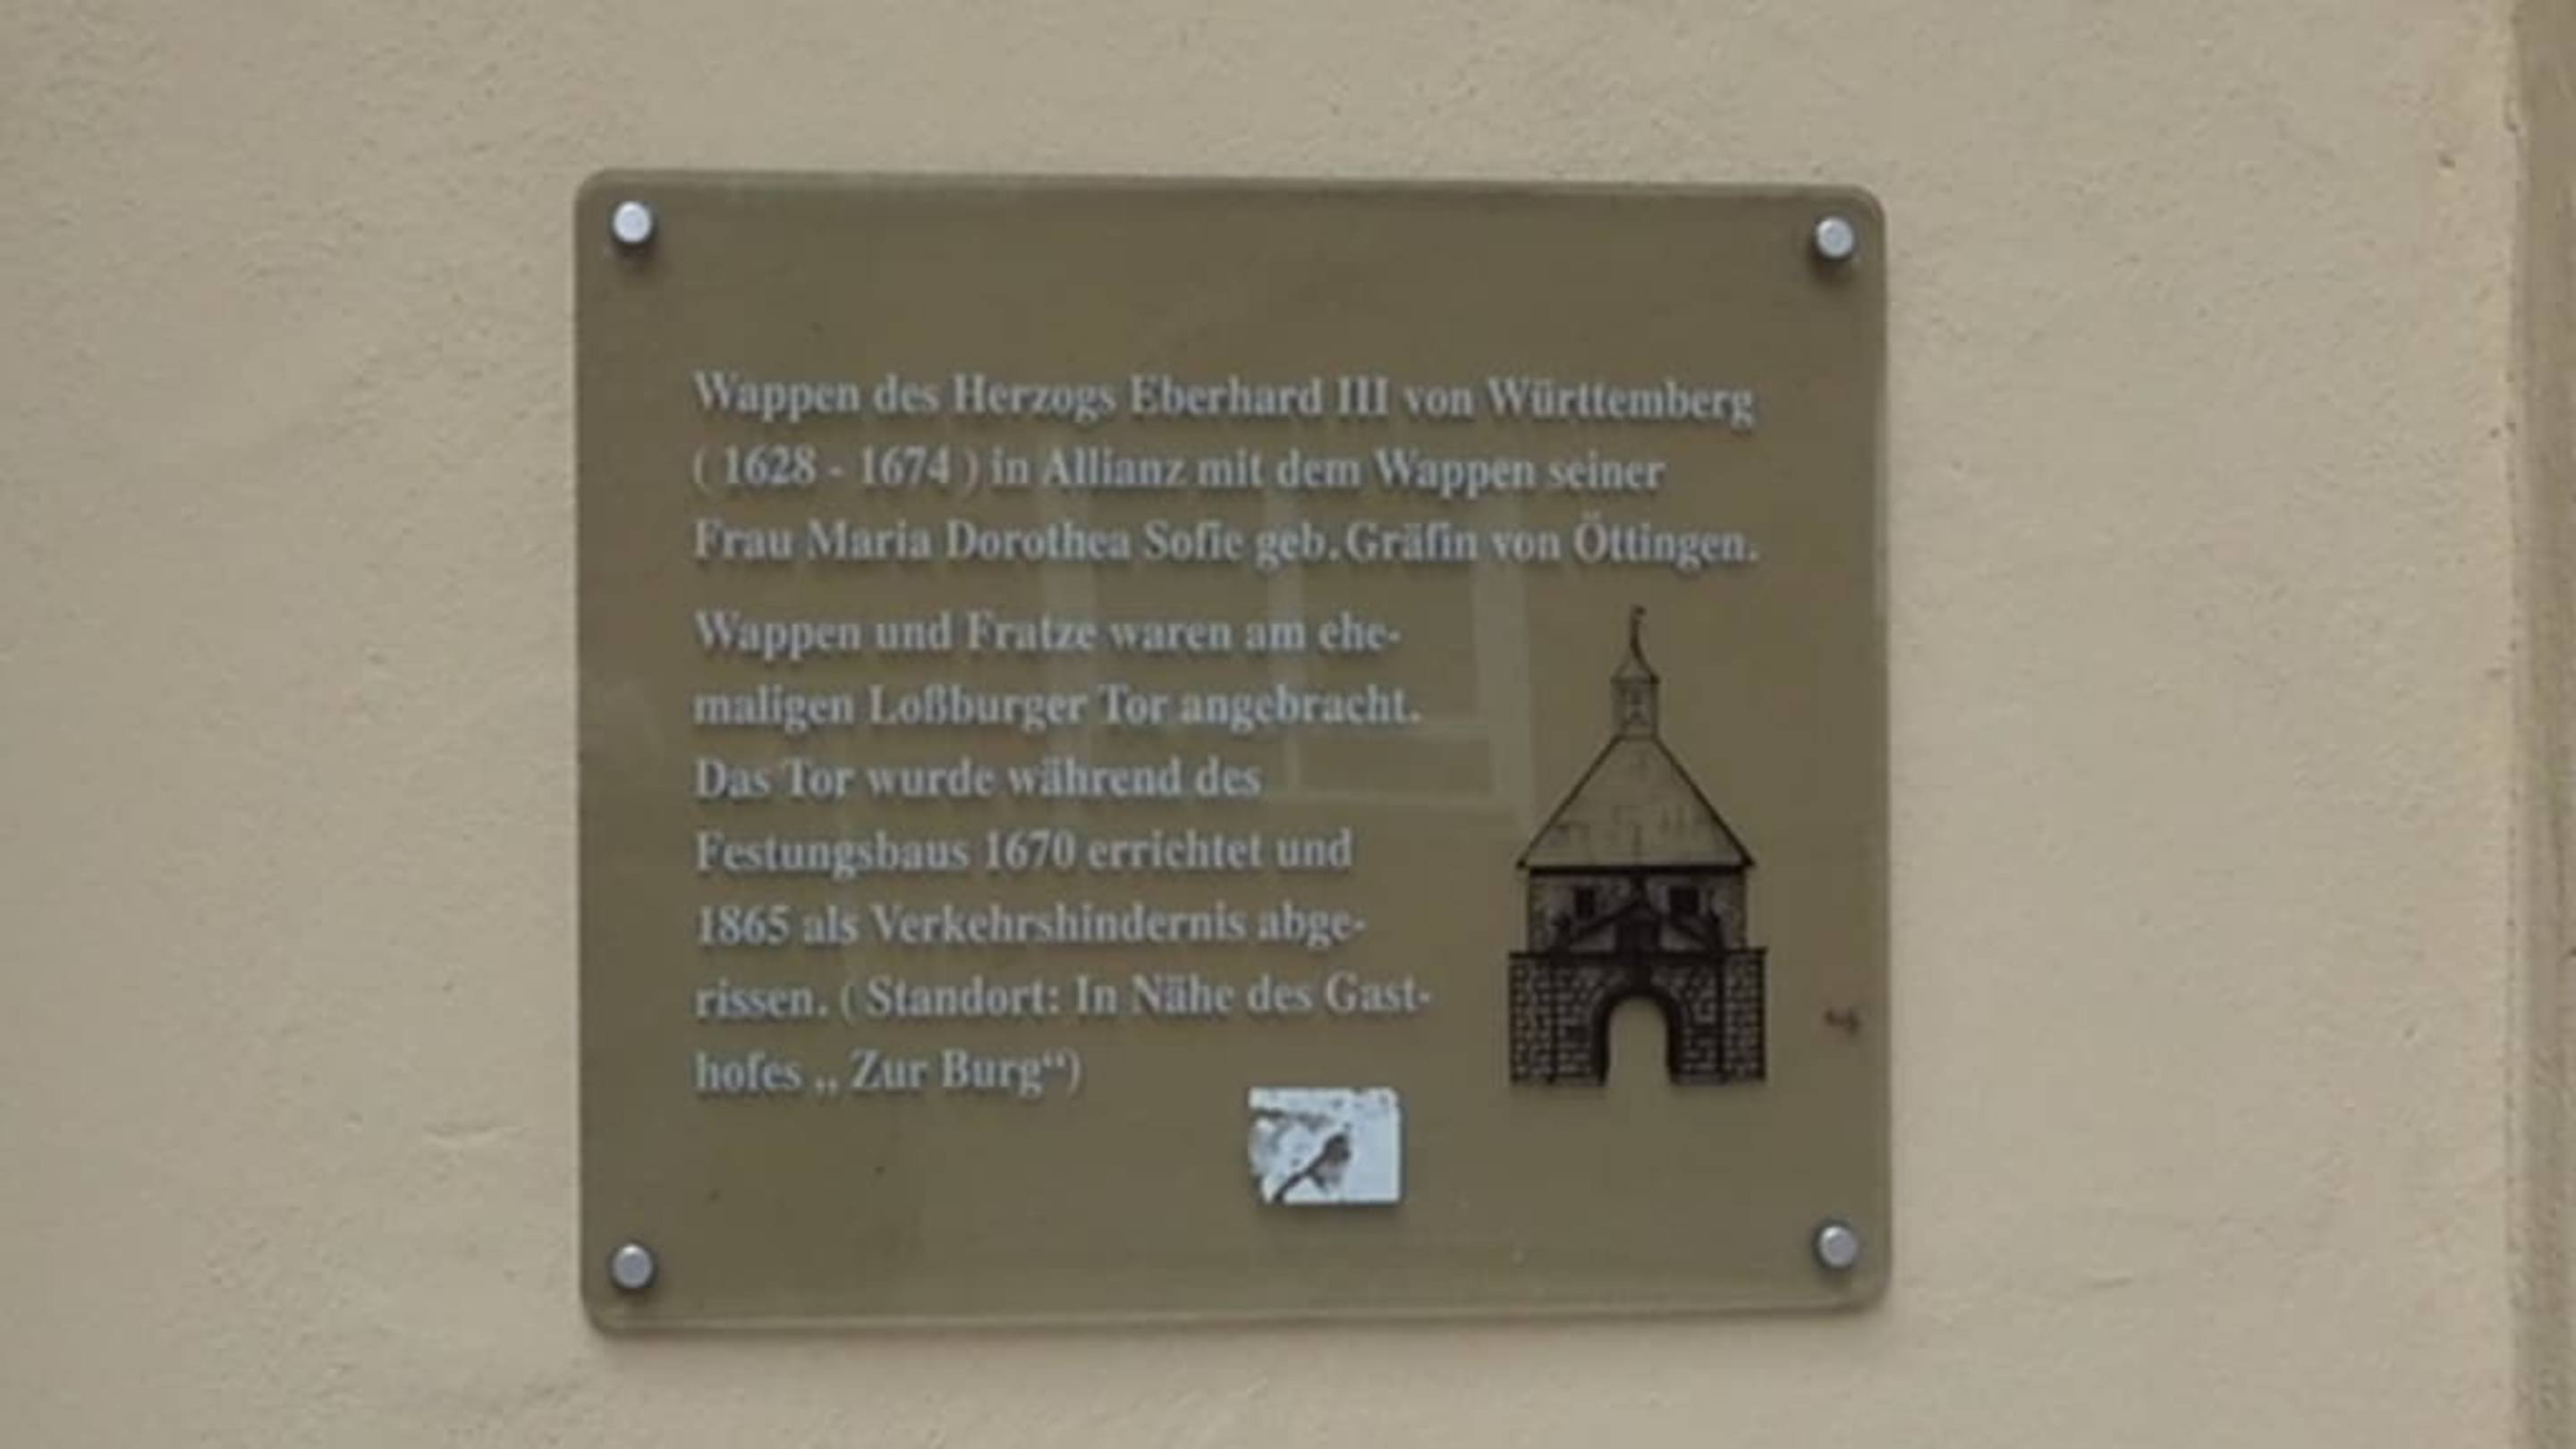 Wappen des Herzogs Eberhard III von Württemberg
( 1628 - 1674 ) in Allianz mit dem Wappen seiner
Frau Maria Dorothea Sofie geb.Gräfin von Öttingen.
Wappen und Fratze waren am ehe-
maligen Loßburger Tor angebracht.
Das Tor wurde während des
Festungsbaus 1670 errichtet und
1865 als Verkehrshindernis abge-
rissen. ( Standort: In Nähe des Gast-
hofes „ Zur Burg“)